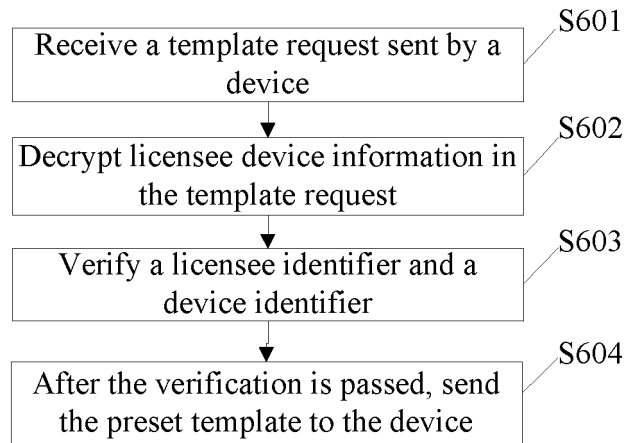 S601
Receive a template request sent by a
device
S602
Decrypt licensee device information in
the template request
S603
Verify a licensee identifier and a
device identifier
S604
After the verification is passed, send
the preset template to the device